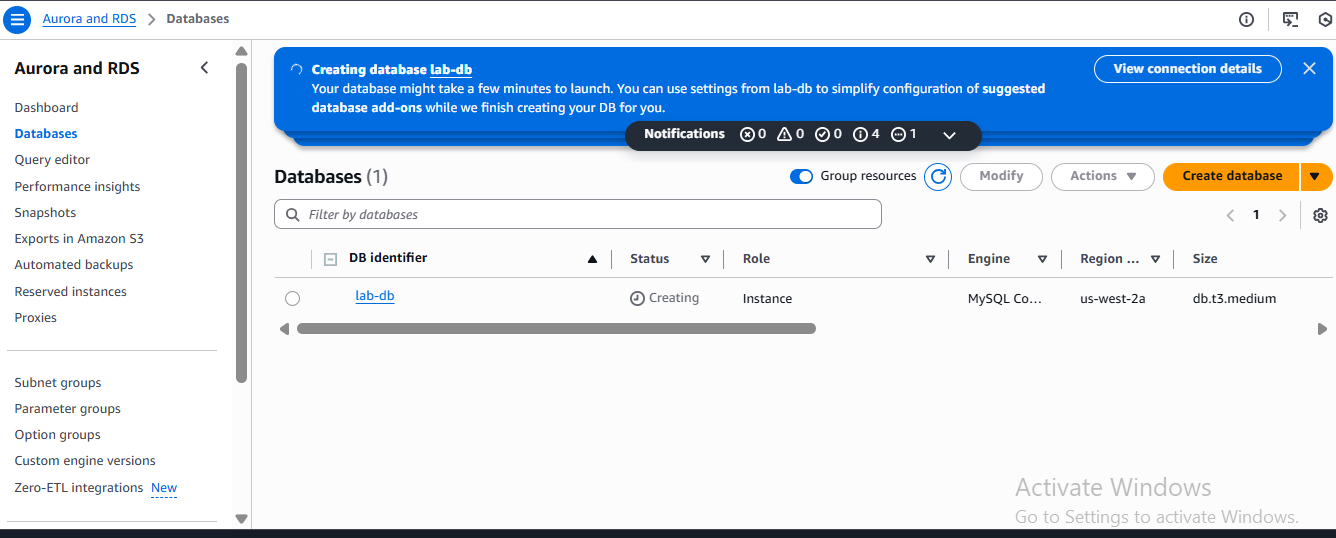 Aurora and RDS > Databases
Aurora and RDS
Dashboard
Databases
Query editor
Performance insights
Snapshots
Exports in Amazon S3
Automated backups
Reserved instances
Proxies
Subnet groups
Parameter groups
Option groups
Custom engine versions
Zero-ETL integrations New
Creating database lab-db
Your database might take a few minutes to launch. You can use settings from lab-db to simplify configuration of suggested
database add-ons while we finish creating your DB for you.
View connection details
Notifications 0 0 0 4 1
Databases (1)
Group resources
Modify
Actions
Create database
Filter by databases
1
DB identifier Status Role Engine Region ... Size
lab-db Creating Instance MySQL Co... us-west-2a db.t3.medium
Activate Windows
Go to Settings to activate Windows.